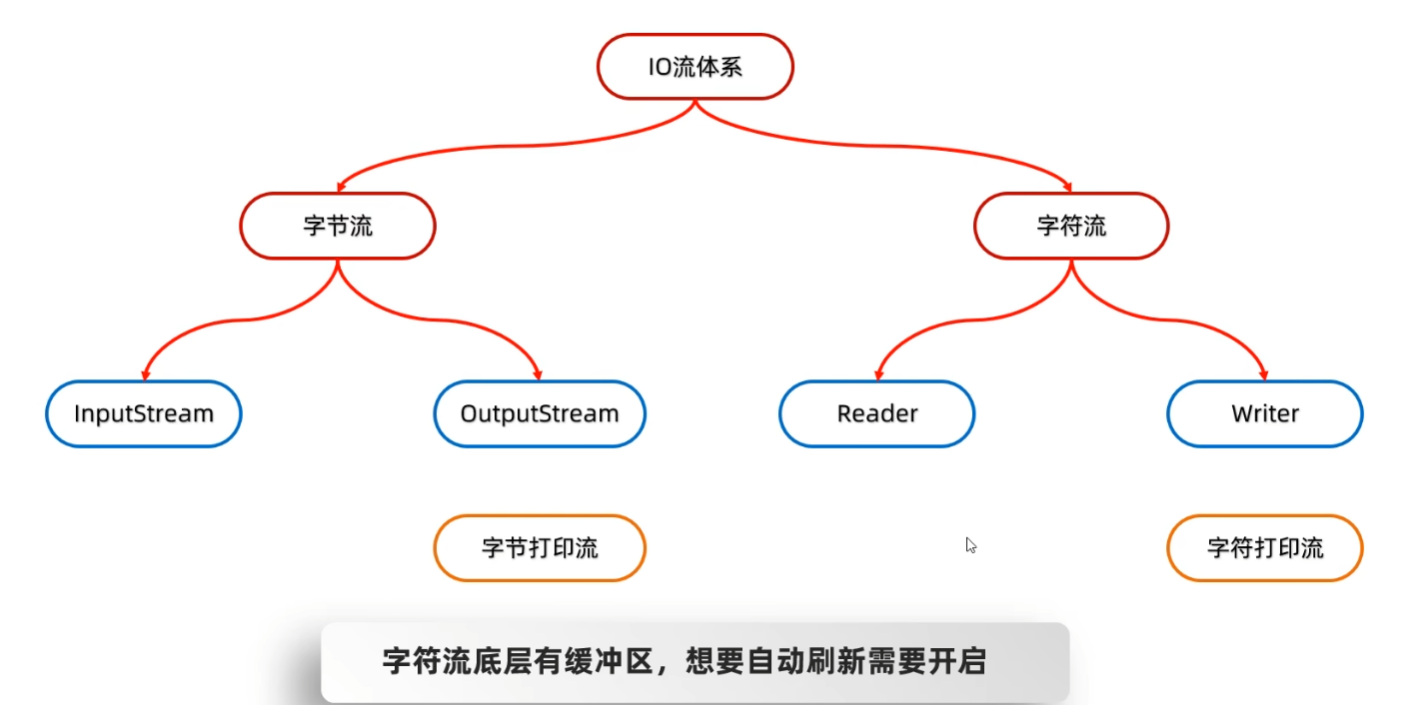 IO流体系
字节流
字符流
InputStream
OutputStream
Reader
Writer
字节打印流
字符打印流
字符流底层有缓冲区，想要自动刷新需要开启